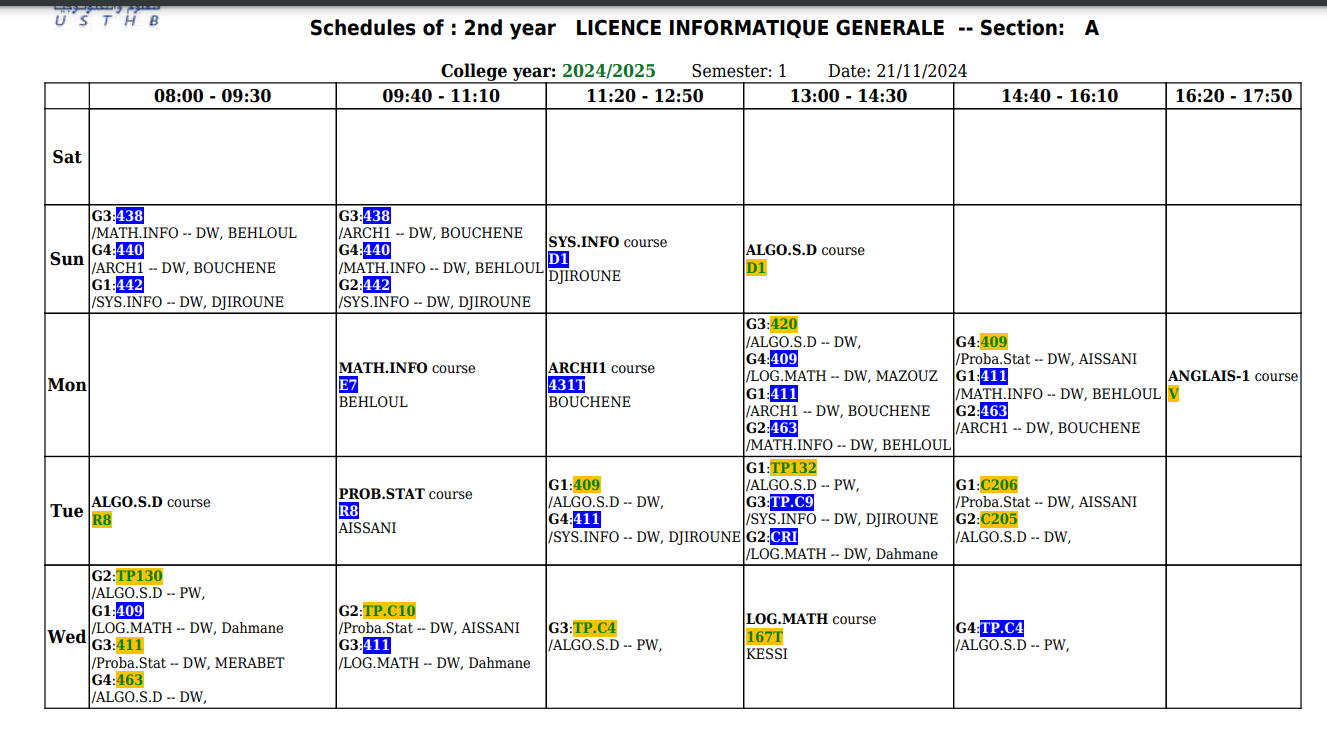 U S T H B
Schedules of : 2nd year LICENCE INFORMATIQUE GENERALE -- Section: A
College year: 2024/2025 Semester: 1 Date: 21/11/2024
08:00 - 09:30
09:40 - 11:10
11:20 - 12:50
13:00 - 14:30
14:40 - 16:10
16:20 - 17:50
Sat
Sun
G3:438
/MATH.INFO -- DW, BEHLOUL
G4:440
/ARCH1 -- DW, BOUCHENE
G1:442
/SYS.INFO -- DW, DJIROUNE
G3:438
/ARCH1 -- DW, BOUCHENE
G4:440
/MATH.INFO -- DW, BEHLOUL
G2:442
/SYS.INFO -- DW, DJIROUNE
SYS.INFO course
D1
DJIROUNE
ALGO.S.D course
D1
Mon
MATH.INFO course
E7
BEHLOUL
ARCHI1 course
431T
BOUCHENE
G3:420
/ALGO.S.D -- DW,
G4:409
/LOG.MATH -- DW, MAZOUZ
G1:411
/ARCH1 -- DW, BOUCHENE
G2:463
/MATH.INFO -- DW, BEHLOUL
G4:409
/Proba.Stat -- DW, AISSANI
G1:411
/MATH.INFO -- DW, BEHLOUL
G2:463
/ARCH1 -- DW, BOUCHENE
ANGLAIS-1 course
V
Tue
ALGO.S.D course
R8
PROB.STAT course
R8
AISSANI
G1:409
/ALGO.S.D -- DW,
G4:411
/SYS.INFO -- DW, DJIROUNE
G1:TP132
/ALGO.S.D -- PW,
G3:TP.C9
/SYS.INFO -- DW, DJIROUNE
G2:CRI
/LOG.MATH -- DW, Dahmane
G1:C206
/Proba.Stat -- DW, AISSANI
G2:C205
/ALGO.S.D -- DW,
Wed
G2:TP130
/ALGO.S.D -- PW,
G1:409
/LOG.MATH -- DW, Dahmane
G3:411
/Proba.Stat -- DW, MERABET
G4:463
/ALGO.S.D -- DW,
G2:TP.C10
/Proba.Stat -- DW, AISSANI
G3:411
/LOG.MATH -- DW, Dahmane
G3:TP.C4
/ALGO.S.D -- PW,
LOG.MATH course
167T
KESSI
G4:TP.C4
/ALGO.S.D -- PW,